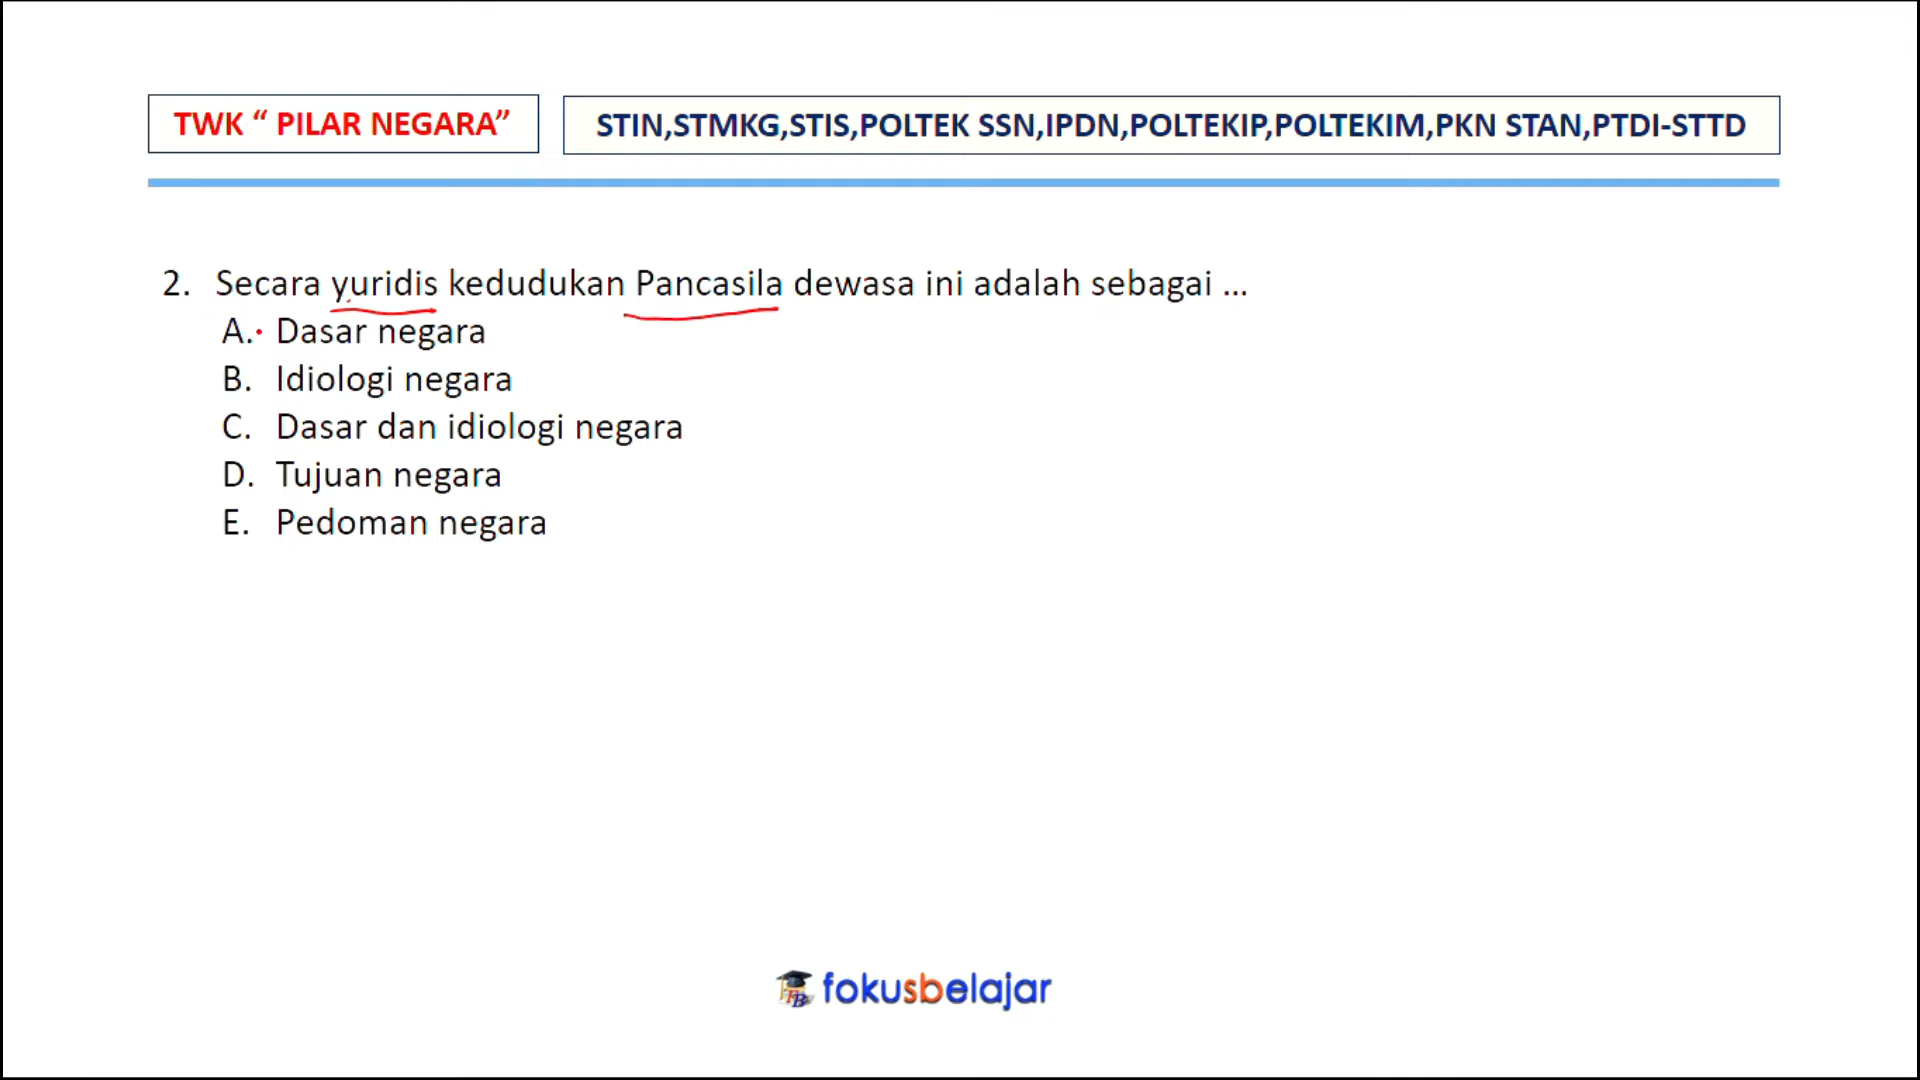 TWK “ PILAR NEGARA”
STIN,STMKG,STIS,POLTEK SSN,IPDN,POLTEKIP,POLTEKIM,PKN STAN,PTDI-STTD
2. Secara yuridis kedudukan Pancasila dewasa ini adalah sebagai ...
A. Dasar negara
B. Idiologi negara
C. Dasar dan idiologi negara
D. Tujuan negara
E. Pedoman negara
fokusbelajar